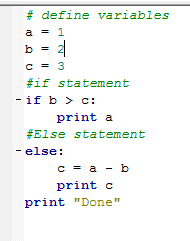 # define variables
a = 1
b = 2
c = 3
#if statement
if b > c:
    print a
#Else statement
else:
    c = a - b
    print c
print "Done"